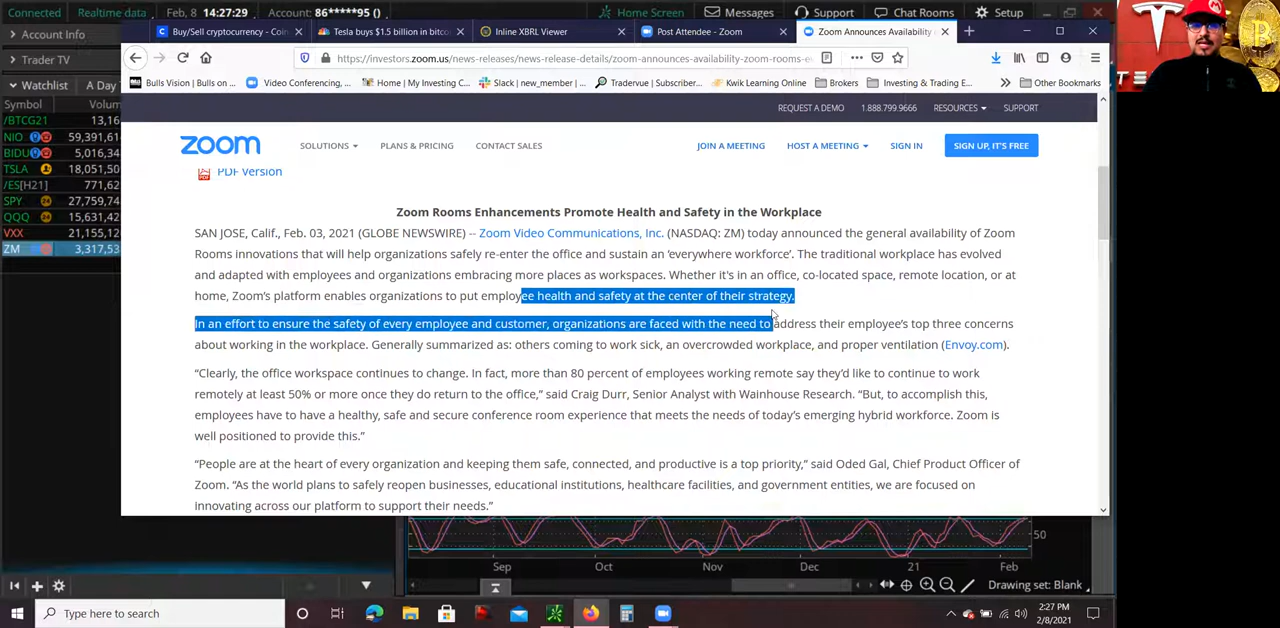 Connected Realtime data Feb, 8 14:27:29 Account: 86*****95 () Home Screen Messages Support Chat Rooms Setup
Account Info
Trader TV
Watchlist A Day
Symbol Volum
/BTCG21 13,16
NIO 59,391,61
BIDU 5,016,34
TSLA 18,051,50
/ES[H21] 771,62
SPY 27,759,74
QQQ 15,631,42
VXX 21,155,12
ZM 3,317,53
Buy/Sell cryptocurrency - Coin
Tesla buys $1.5 billion in bitco
Inline XBRL Viewer
Post Attendee - Zoom
Zoom Announces Availability
https://investors.zoom.us/news-releases/news-release-details/zoom-announces-availability-zoom-rooms-e
Bulls Vision | Bulls on ... Video Conferencing, ... Home | My Investing C... Slack | new_member | ... Tradervue | Subscriber... Kwik Learning Online Brokers Investing & Trading E... Other Bookmarks
REQUEST A DEMO 1.888.799.9666 RESOURCES SUPPORT
zoom SOLUTIONS PLANS & PRICING CONTACT SALES JOIN A MEETING HOST A MEETING SIGN IN SIGN UP, IT'S FREE
PDF Version
Zoom Rooms Enhancements Promote Health and Safety in the Workplace
SAN JOSE, Calif., Feb. 03, 2021 (GLOBE NEWSWIRE) -- Zoom Video Communications, Inc. (NASDAQ: ZM) today announced the general availability of Zoom
Rooms innovations that will help organizations safely re-enter the office and sustain an ‘everywhere workforce’. The traditional workplace has evolved
and adapted with employees and organizations embracing more places as workspaces. Whether it's in an office, co-located space, remote location, or at
home, Zoom’s platform enables organizations to put employee health and safety at the center of their strategy.
In an effort to ensure the safety of every employee and customer, organizations are faced with the need to address their employee’s top three concerns
about working in the workplace. Generally summarized as: others coming to work sick, an overcrowded workplace, and proper ventilation (Envoy.com).
“Clearly, the office workspace continues to change. In fact, more than 80 percent of employees working remote say they’d like to continue to work
remotely at least 50% or more once they do return to the office,” said Craig Durr, Senior Analyst with Wainhouse Research. “But, to accomplish this,
employees have to have a healthy, safe and secure conference room experience that meets the needs of today’s emerging hybrid workforce. Zoom is
well positioned to provide this.”
“People are at the heart of every organization and keeping them safe, connected, and productive is a top priority,” said Oded Gal, Chief Product Officer of
Zoom. “As the world plans to safely reopen businesses, educational institutions, healthcare facilities, and government entities, we are focused on
innovating across our platform to support their needs.”
50
Sep Oct Nov Dec 21 Feb
Drawing set: Blank
Type here to search
2:27 PM
2/8/2021